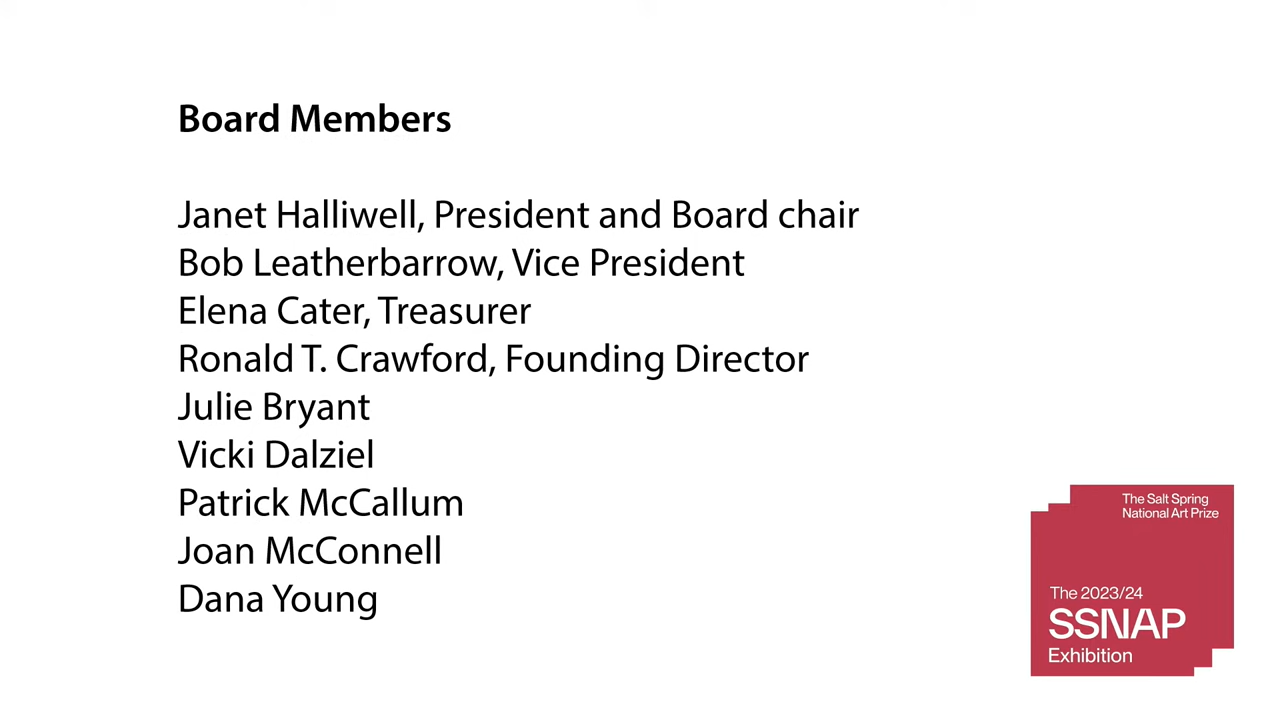 Board Members
Janet Halliwell, President and Board chair
Bob Leatherbarrow, Vice President
Elena Cater, Treasurer
Ronald T. Crawford, Founding Director
Julie Bryant
Vicki Dalziel
Patrick McCallum
Joan McConnell
Dana Young
The Salt Spring
National Art Prize
The 2023/24
SSNAP
Exhibition